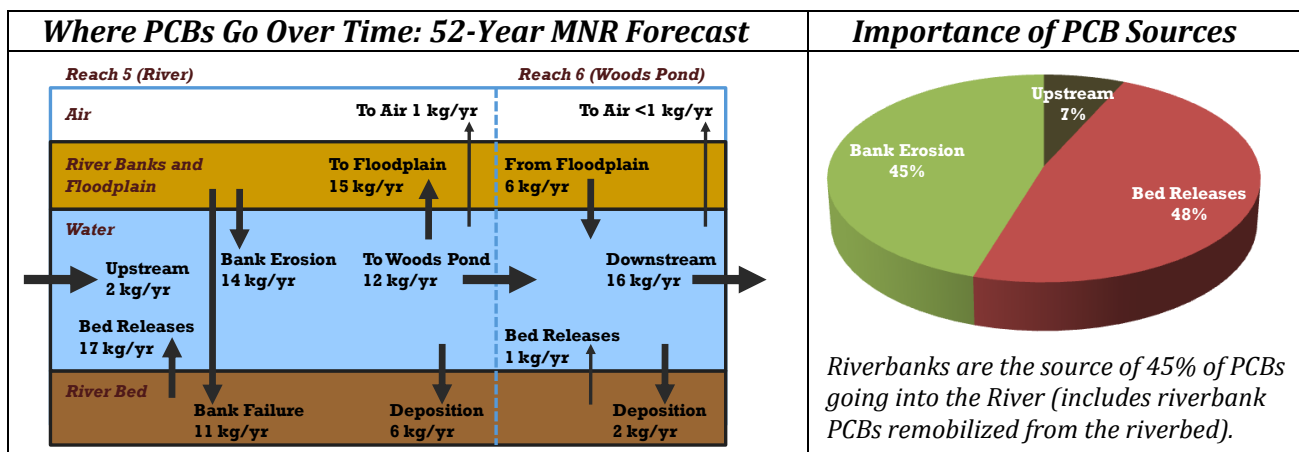 Where PCBs Go Over Time: 52-Year MNR Forecast
Importance of PCB Sources
Reach 5 (River)
Reach 6 (Woods Pond)
Air
To Air 1 kg/yr
To Air <1 kg/yr
River Banks and
Floodplain
To Floodplain
15 kg/yr
From Floodplain
6 kg/yr
Water
Upstream
2 kg/yr
Bank Erosion
14 kg/yr
To Woods Pond
12 kg/yr
Downstream
16 kg/yr
Bed Releases
17 kg/yr
Bed Releases
1 kg/yr
River Bed
Bank Failure
11 kg/yr
Deposition
6 kg/yr
Deposition
2 kg/yr
Upstream
7%
Bank Erosion
45%
Bed Releases
48%
Riverbanks are the source of 45% of PCBs
going into the River (includes riverbank
PCBs remobilized from the riverbed).